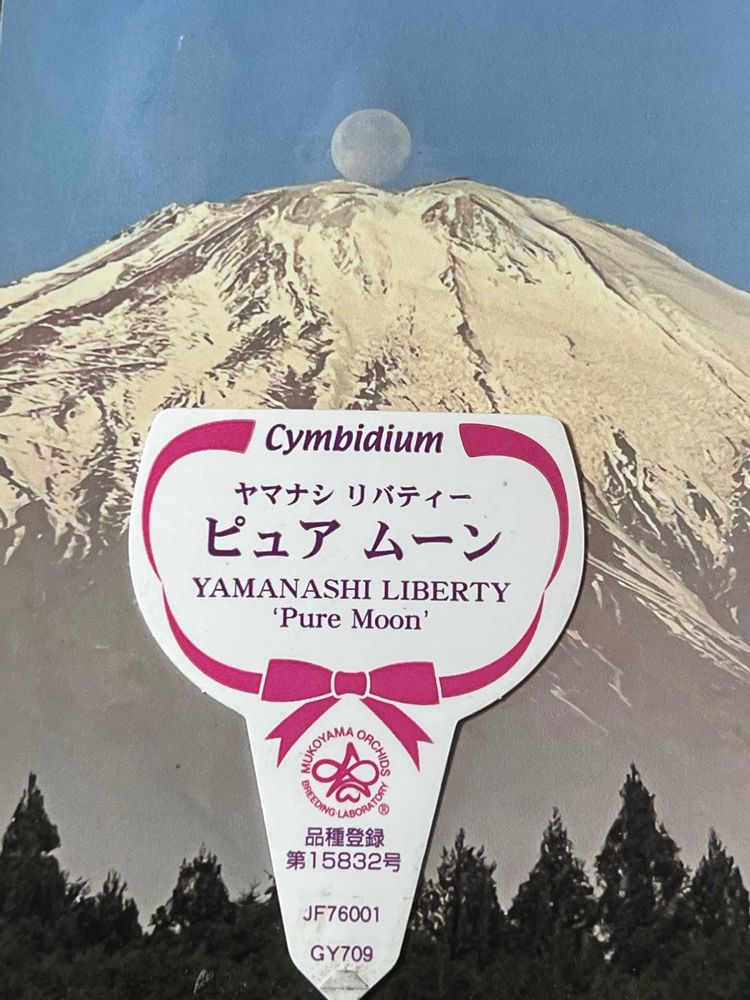 Cymbidium
ヤマナシ リバティー
ピュア ムーン
YAMANASHI LIBERTY
‘Pure Moon’
MUKOYAMA ORCHIDS
BREEDING·LABORATORY
®
品種登録
第15832号
JF76001
GY709